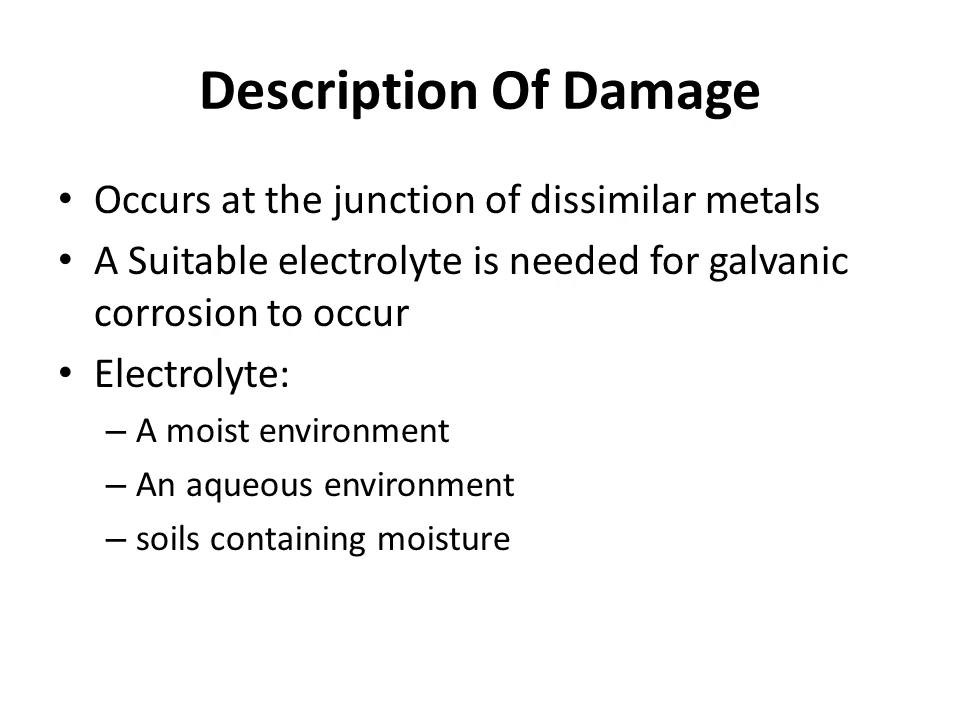 Description Of Damage
• Occurs at the junction of dissimilar metals
• A Suitable electrolyte is needed for galvanic
corrosion to occur
• Electrolyte:
– A moist environment
– An aqueous environment
– soils containing moisture